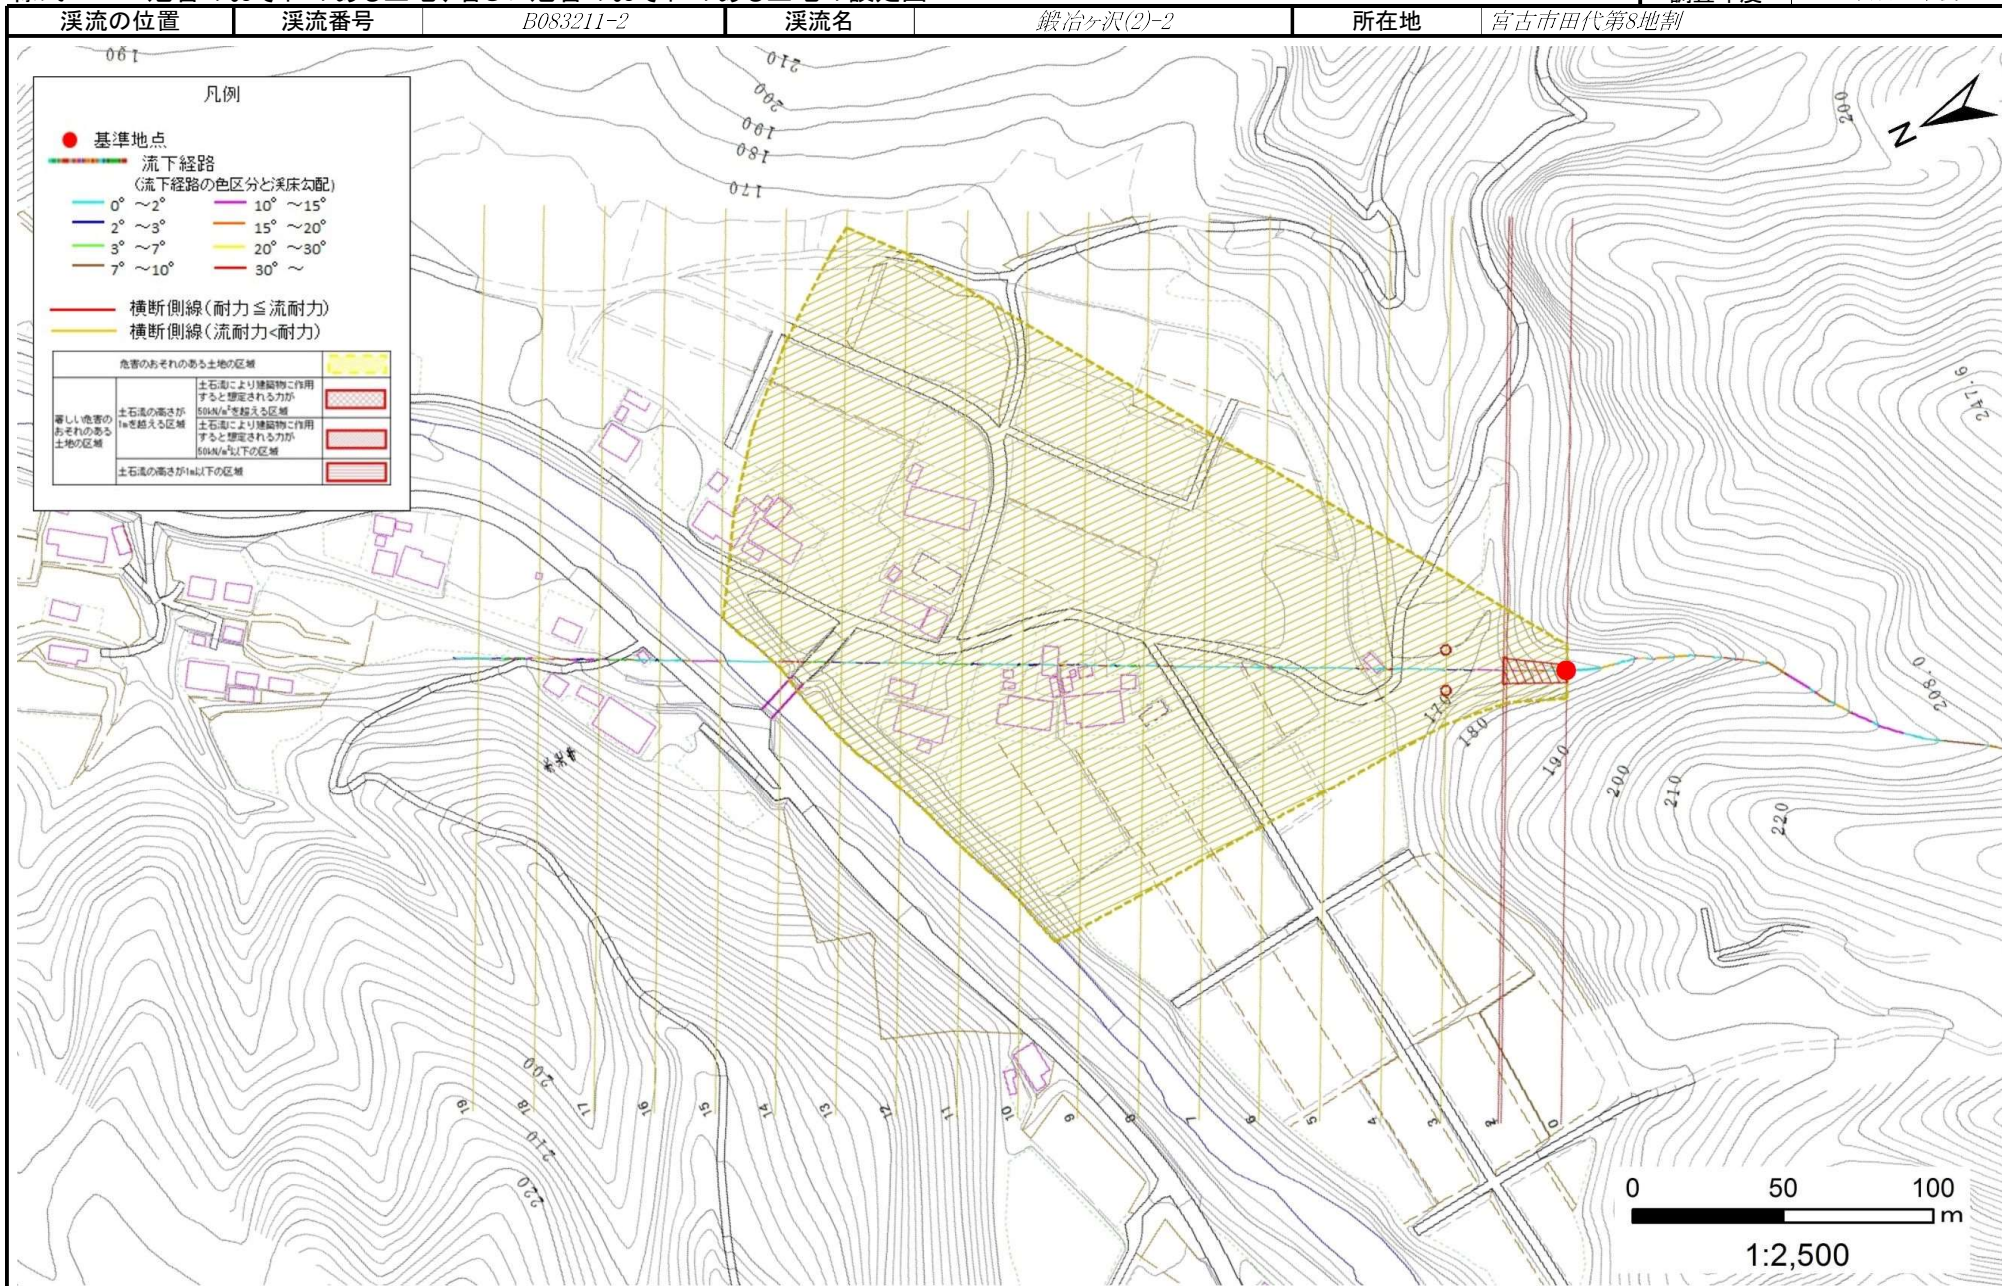 溪流の位置 溪流番号 B083211-2 溪流名 鍛冶ヶ沢(2)-2 所在地 宮古市田代第8地割
凡例
基準地点
流下経路
(流下経路の色区分と渓床勾配)
0° ～2° 10° ～15°
2° ～3° 15° ～20°
3° ～7° 20° ～30°
7° ～10° 30° ～
横断側線(耐力≦流耐力)
横断側線(流耐力<耐力)
危害のおそれのある土地の区域
著しい危害の
おそれのある
土地の区域
土石流の高さが
1mを越える区域
土石流により建築物に作用
すると想定される力が
50kN/m²を越える区域
土石流により建築物に作用
すると想定される力が
50kN/m²以下の区域
土石流の高さが1m以下の区域
190
210
200
190
180
170
200
N
247.6
208.0
170
180
190
200
210
220
200
210
220
19 18 17 16 15 14 13 12 11 10 9 8 7 6 5 4 3 2 0
0 50 100
m
1:2,500